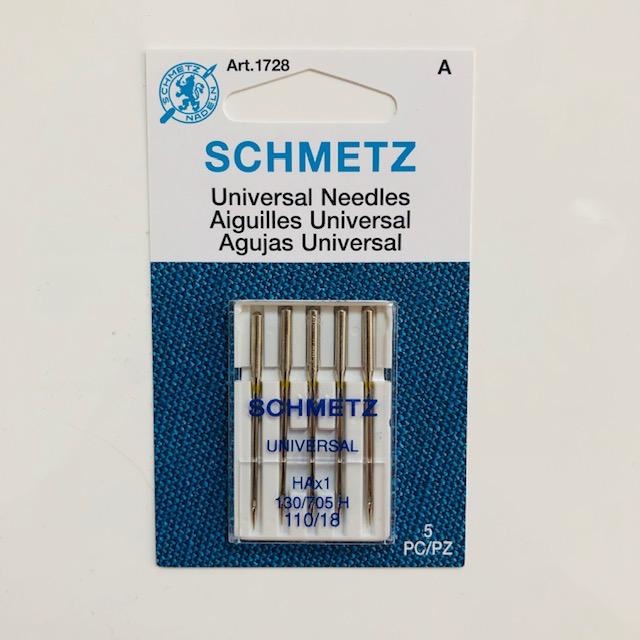 SCHMETZ
NADELN
Art.1728
A
SCHMETZ
Universal Needles
Aiguilles Universal
Agujas Universal
SCHMETZ
UNIVERSAL
HAx1
130/705 H
110/18
5
PC/PZ